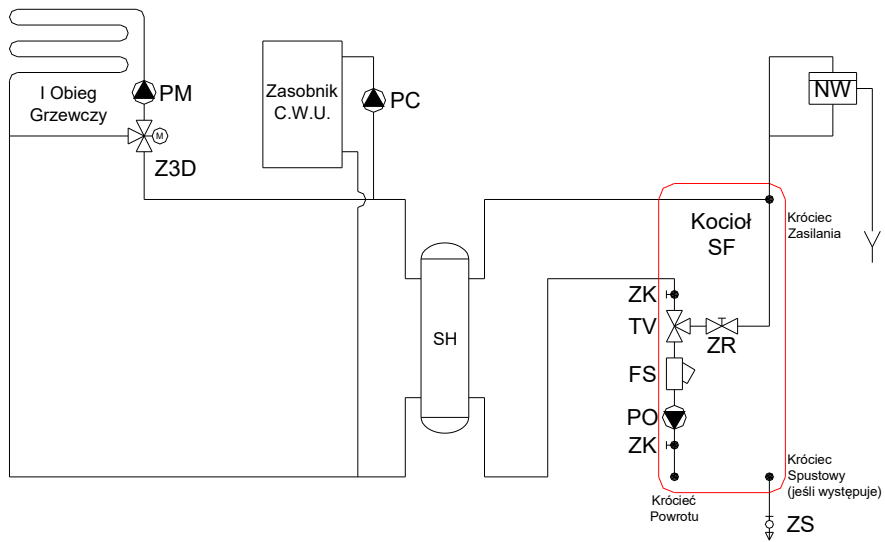 I Obieg
Grzewczy
PM
M
Z3D
Zasobnik
C.W.U.
PC
NW
Kocioł
SF
Króciec
Zasilania
SH
ZK
TV
ZR
FS
PO
ZK
Krócieć
Powrotu
Króciec
Spustowy
(jeśli występuje)
ZS